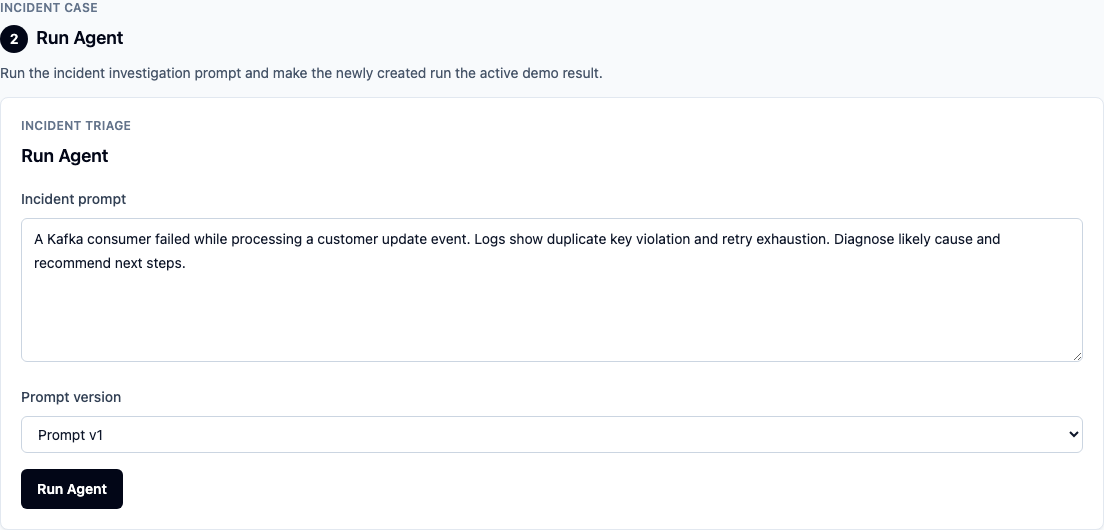 INCIDENT CASE
2 Run Agent
Run the incident investigation prompt and make the newly created run the active demo result.
INCIDENT TRIAGE
Run Agent
Incident prompt
A Kafka consumer failed while processing a customer update event. Logs show duplicate key violation and retry exhaustion. Diagnose likely cause and
recommend next steps.
Prompt version
Prompt v1
Run Agent